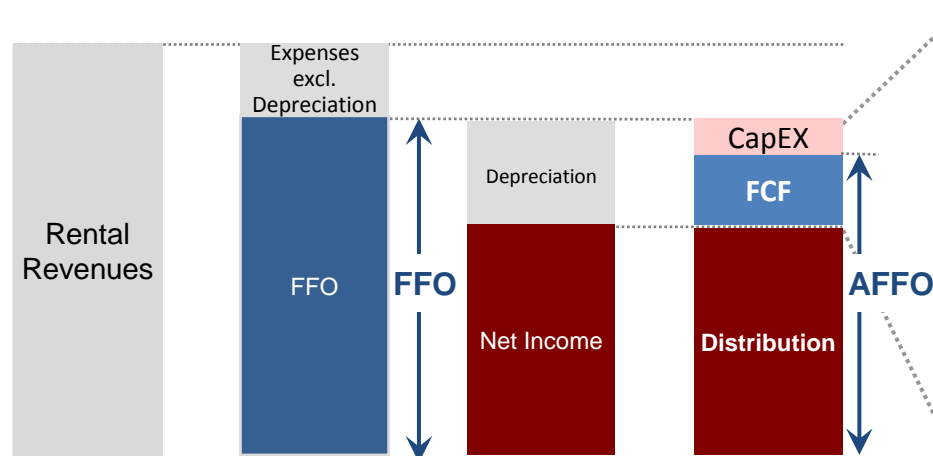 Rental
Revenues
Expenses
excl.
Depreciation
FFO
FFO
Depreciation
Net Income
CapEX
FCF
Distribution
AFFO